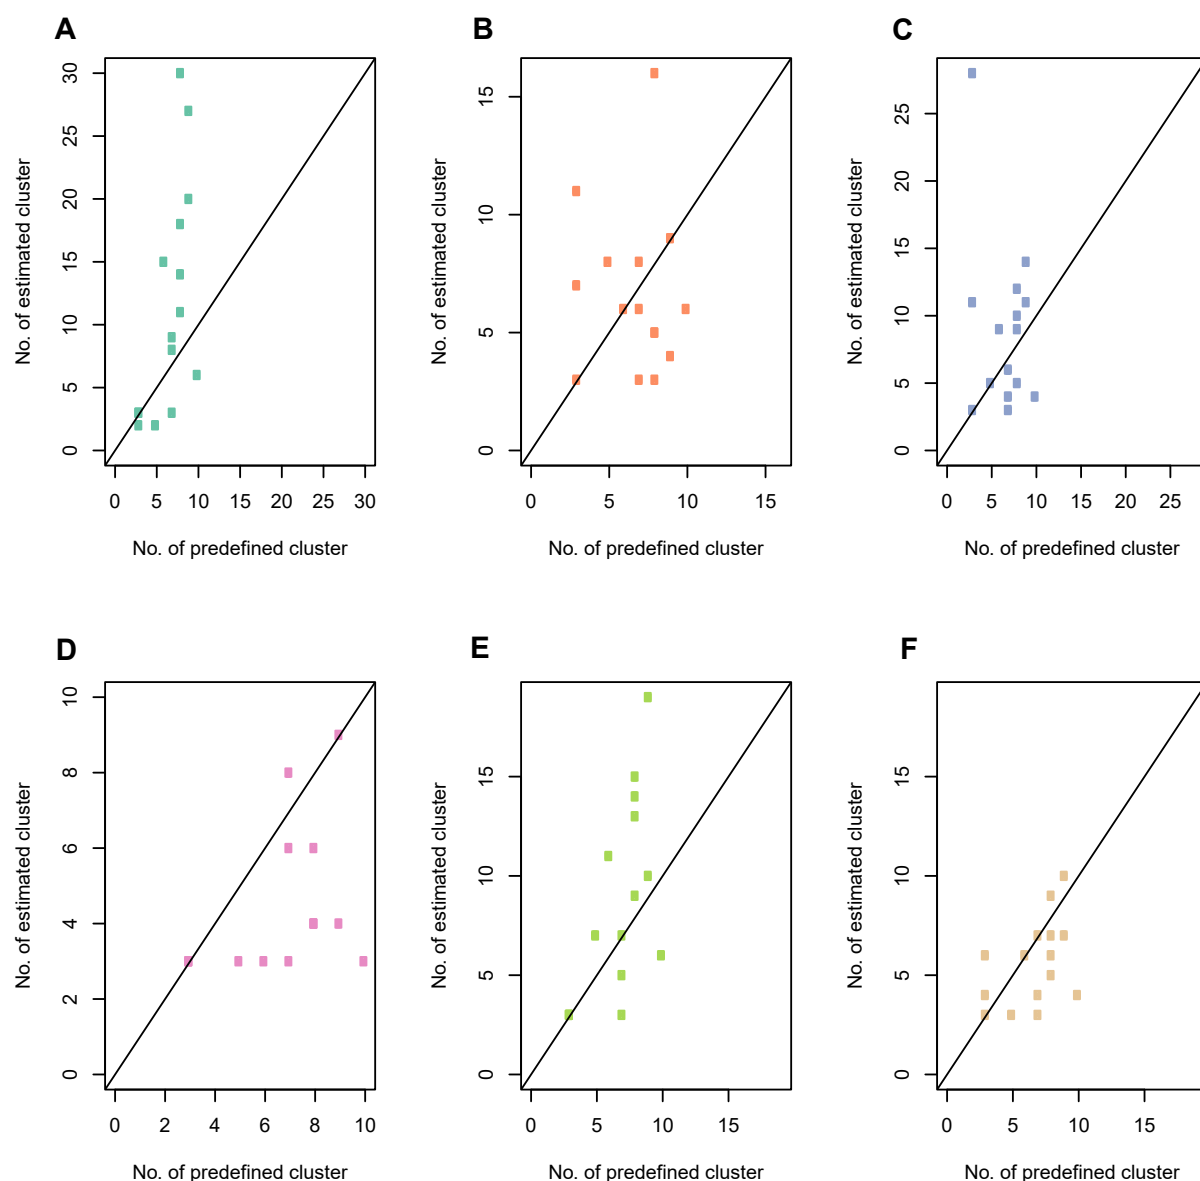 A
B
C
No. of estimated cluster
0 5 10 15 20 25 30
0 5 10 15 20 25 30
No. of predefined cluster
No. of estimated cluster
0 5 10 15
0 5 10 15
No. of predefined cluster
No. of estimated cluster
0 5 10 15 20 25
0 5 10 15 20 25
No. of predefined cluster
D
E
F
No. of estimated cluster
0 2 4 6 8 10
0 2 4 6 8 10
No. of predefined cluster
No. of estimated cluster
0 5 10 15
0 5 10 15
No. of predefined cluster
No. of estimated cluster
0 5 10 15
0 5 10 15
No. of predefined cluster